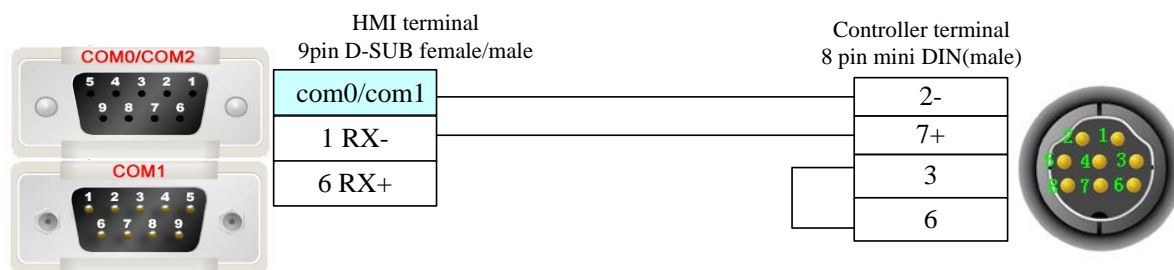 HMI terminal
9pin D-SUB female/male
Controller terminal
8 pin mini DIN(male)
COM0/COM2
5 4 3 2 1
9 8 7 6
COM1
1 2 3 4 5
6 7 8 9
com0/com1
1 RX-
6 RX+
2-
7+
3
6
2 1
5 4 3
8 7 6